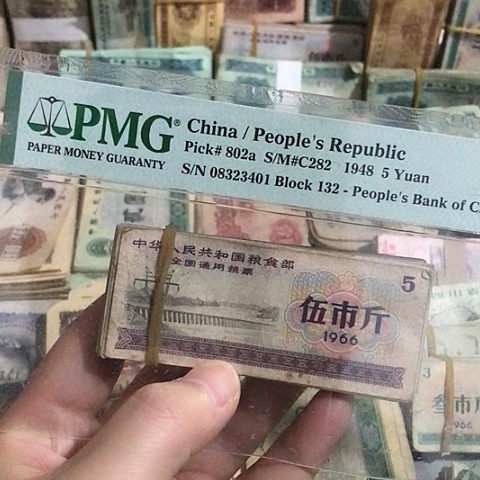 PMG®
PAPER MONEY GUARANTY
China / People's Republic
Pick# 802a S/M#C282 1948 5 Yuan
S/N 08323401 Block 132 - People's Bank of C
中华人民共和国粮食部
全国通用粮票
5
伍市斤
1966
3
叁市
966